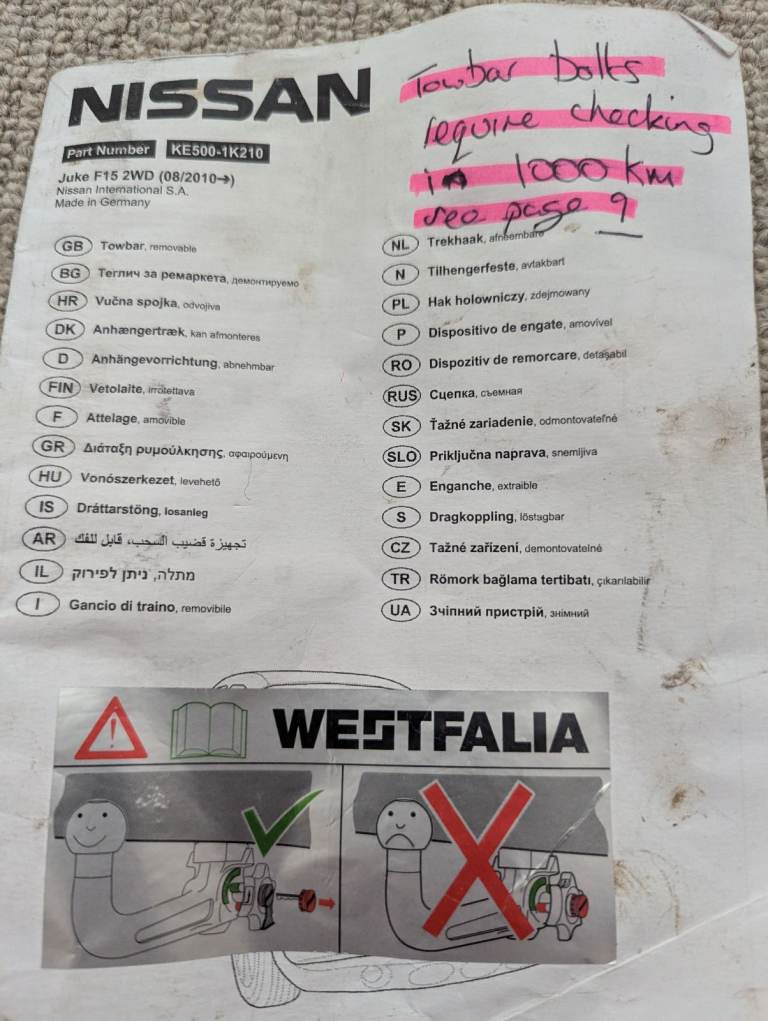 NISSAN
Towbar bolts
require checking
in 1000 km
see page 9
Part Number KE500-1K210
Juke F15 2WD (08/2010→)
Nissan International S.A.
Made in Germany
GB Towbar, removable
BG Теглич за ремаркета, демонтируемо
HR Vučna spojka, odvojiva
DK Anhængertræk, kan afmonteres
D Anhängevorrichtung, abnehmbar
FIN Vetolaite, irrotettava
F Attelage, amovible
GR Διάταξη ρυμούλκησης, αφαιρούμενη
HU Vonószerkezet, levehető
IS Dráttarstöng, losanleg
AR تجهيزة قضيب السحب، قابل للفك
IL מתלה, ניתן לפירוק
I Gancio di traino, removibile
NL Trekhaak, afneembare
N Tilhengerfeste, avtakbart
PL Hak holowniczy, zdejmowany
P Dispositivo de engate, amovível
RO Dispozitiv de remorcare, detaşabil
RUS Сцепка, съемная
SK Ťažné zariadenie, odmontovateľné
SLO Priključna naprava, snemljiva
E Enganche, extraible
S Dragkoppling, löstagbar
CZ Tažné zařízení, demontovatelné
TR Römork bağlama tertibatı, çıkarılabilir
UA Зчіпний пристрій, знімний
WESTFALIA